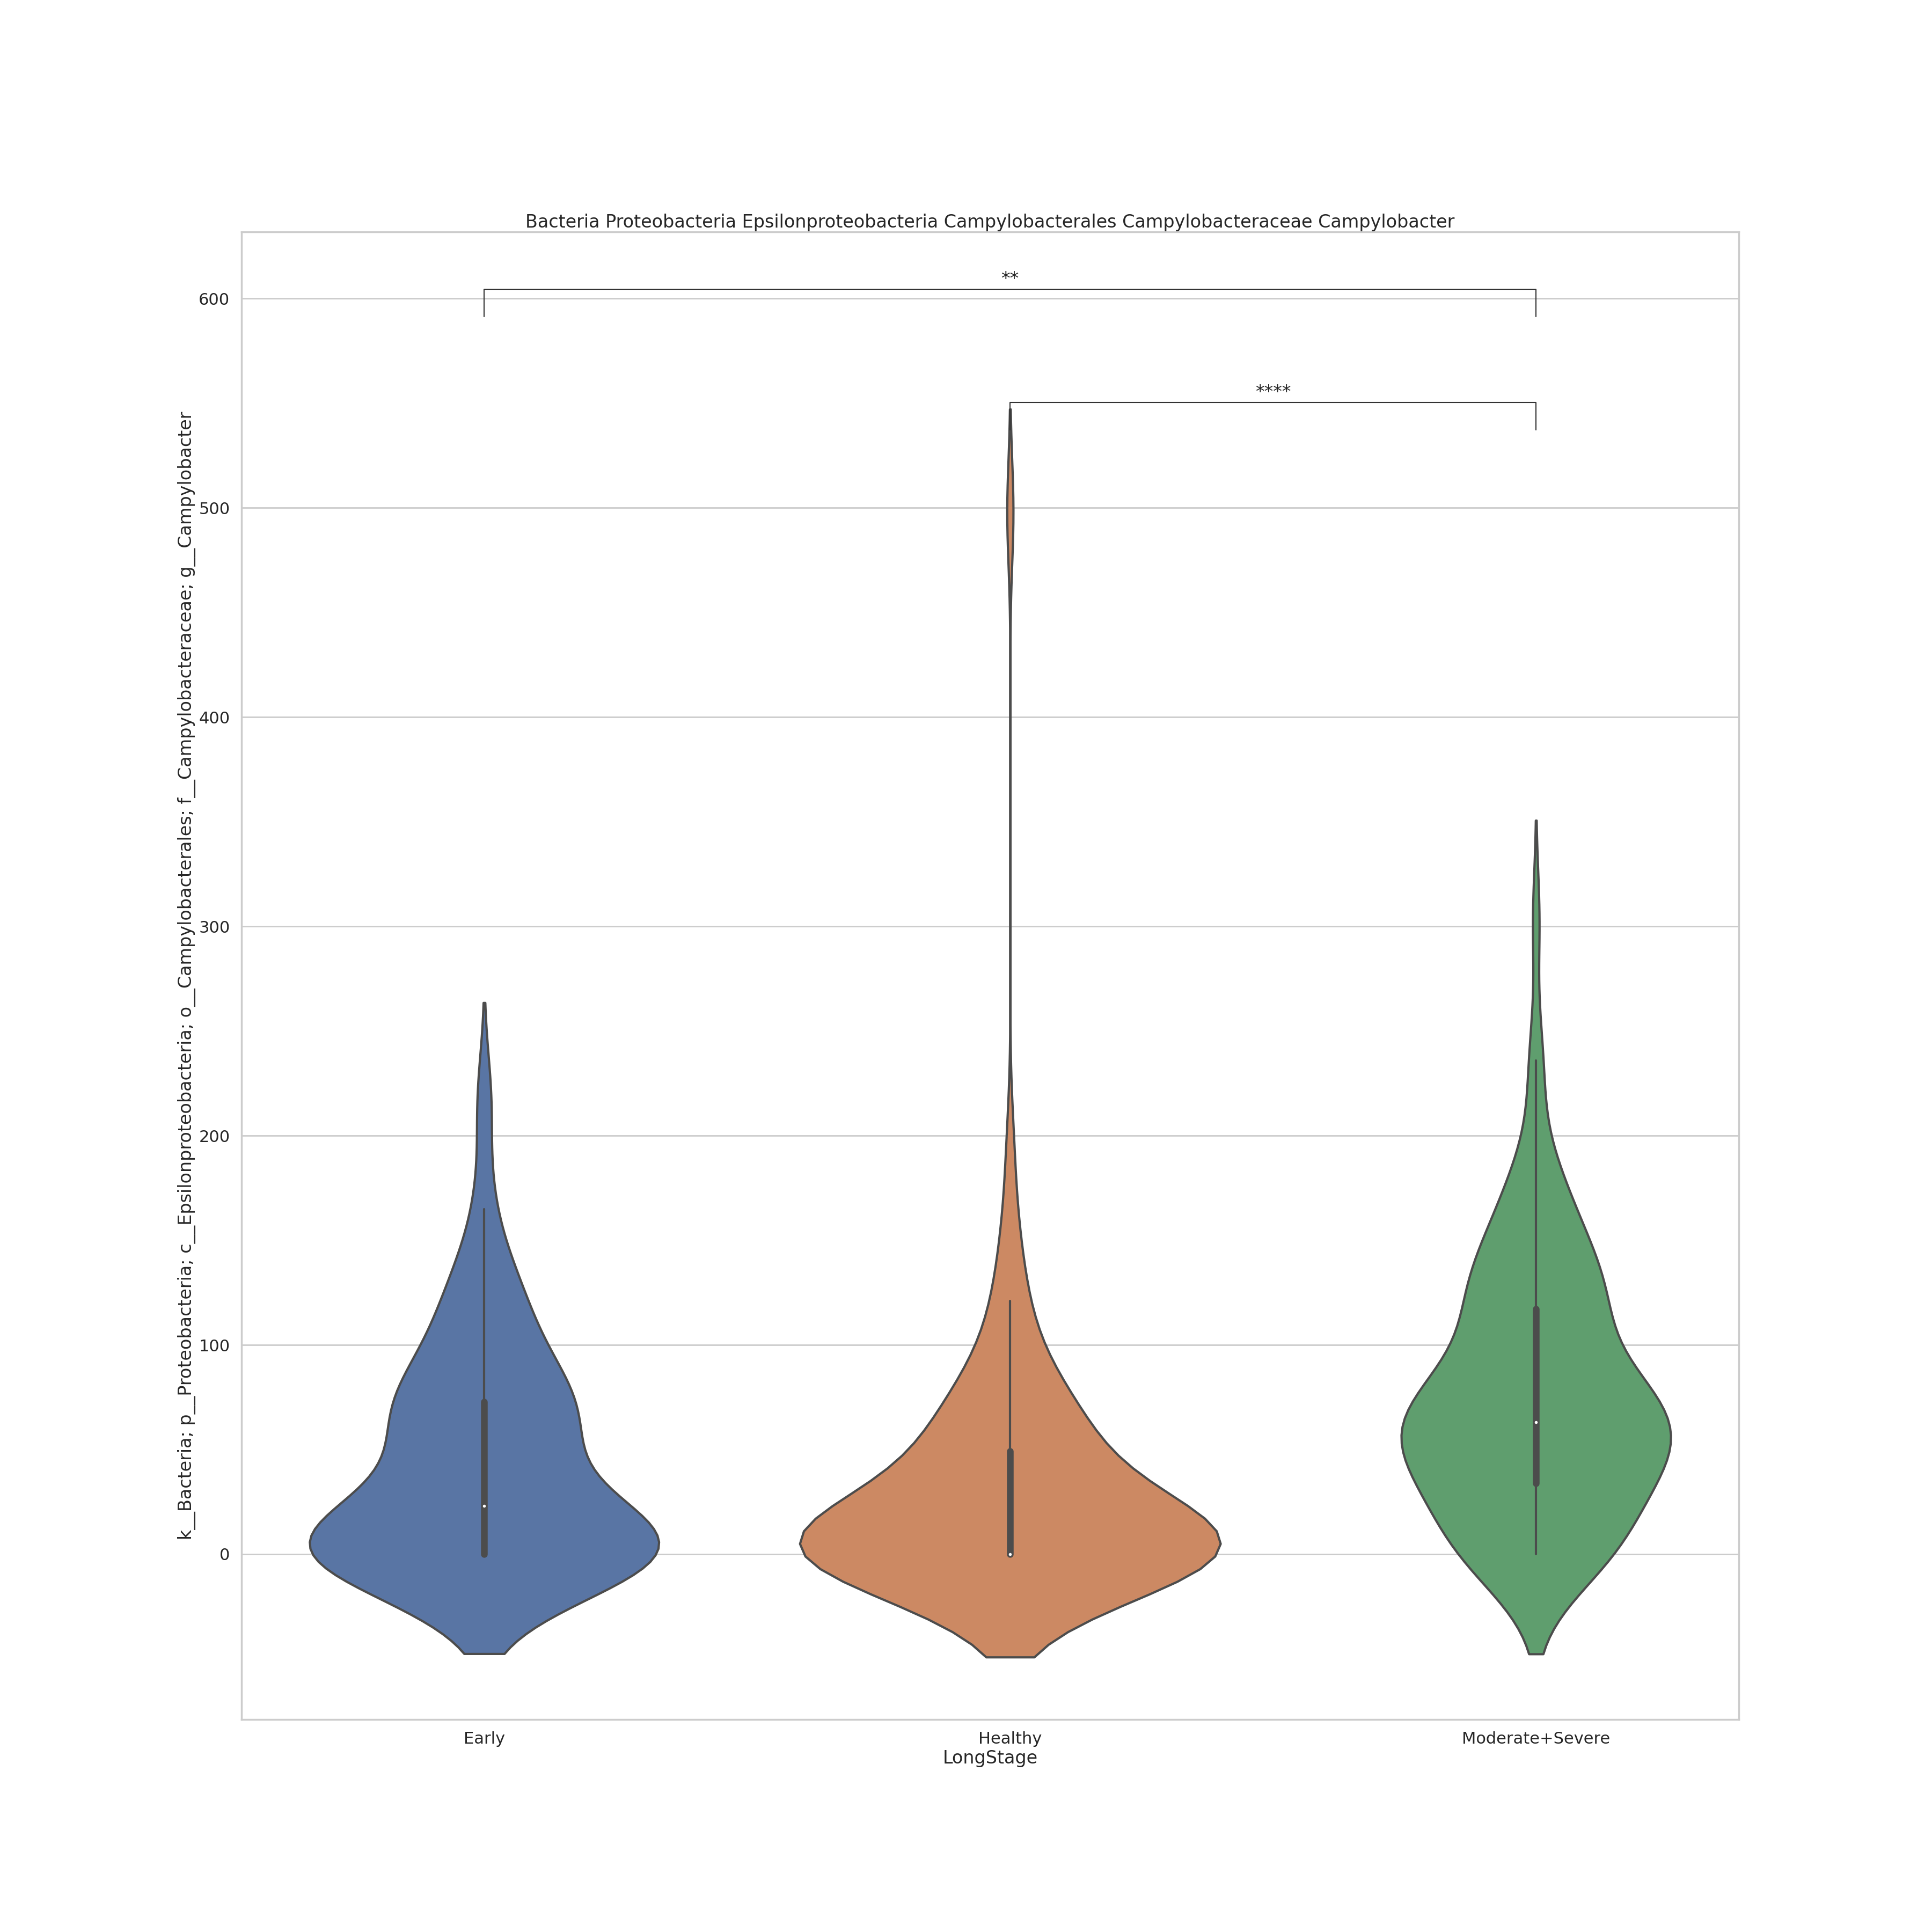 Bacteria Proteobacteria Epsilonproteobacteria Campylobacterales Campylobacteraceae Campylobacter
**
****
600
500
400
300
200
100
0
k__Bacteria; p__Proteobacteria; c__Epsilonproteobacteria; o__Campylobacterales; f__Campylobacteraceae; g__Campylobacter
Early Healthy Moderate+Severe
LongStage